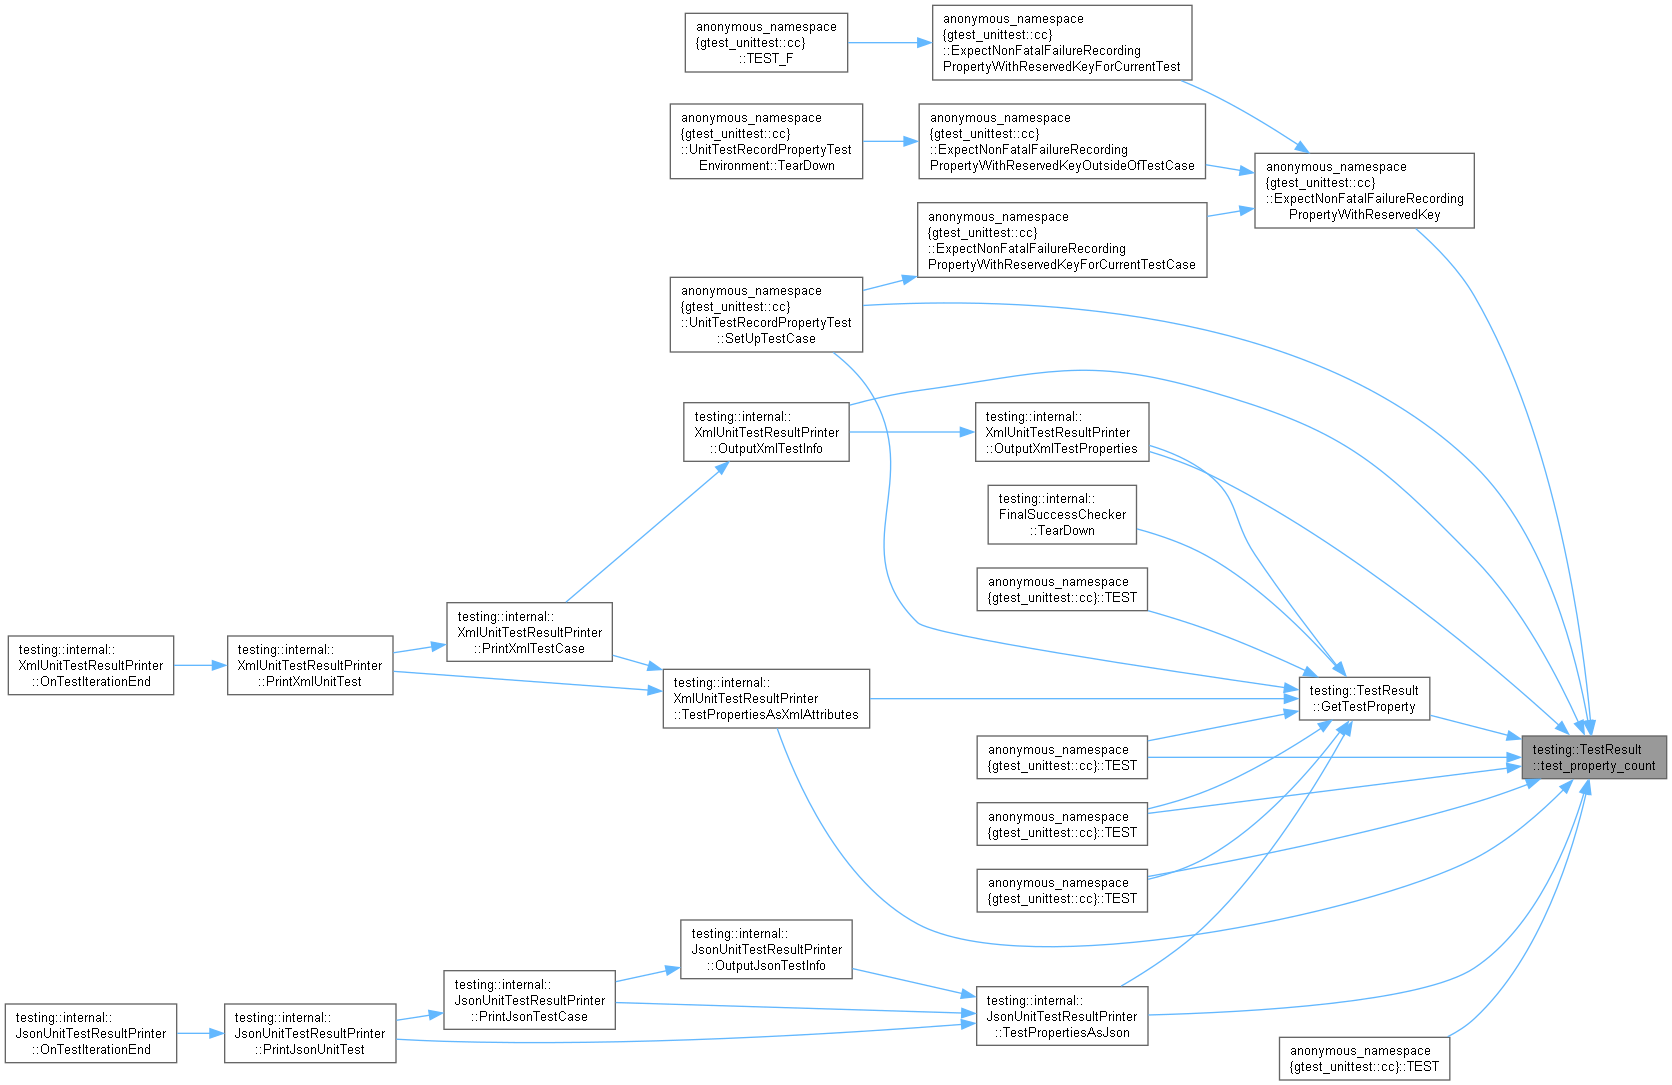 anonymous_namespace
{gtest_unittest::cc}
::TEST_F
anonymous_namespace
{gtest_unittest::cc}
::ExpectNonFatalFailureRecording
PropertyWithReservedKeyForCurrentTest
anonymous_namespace
{gtest_unittest::cc}
::UnitTestRecordPropertyTest
Environment::TearDown
anonymous_namespace
{gtest_unittest::cc}
::ExpectNonFatalFailureRecording
PropertyWithReservedKeyOutsideOfTestCase
anonymous_namespace
{gtest_unittest::cc}
::ExpectNonFatalFailureRecording
PropertyWithReservedKey
anonymous_namespace
{gtest_unittest::cc}
::ExpectNonFatalFailureRecording
PropertyWithReservedKeyForCurrentTestCase
anonymous_namespace
{gtest_unittest::cc}
::UnitTestRecordPropertyTest
::SetUpTestCase
testing::internal::
XmlUnitTestResultPrinter
::OutputXmlTestInfo
testing::internal::
XmlUnitTestResultPrinter
::OutputXmlTestProperties
testing::internal::
FinalSuccessChecker
::TearDown
anonymous_namespace
{gtest_unittest::cc}::TEST
testing::internal::
XmlUnitTestResultPrinter
::OnTestIterationEnd
testing::internal::
XmlUnitTestResultPrinter
::PrintXmlUnitTest
testing::internal::
XmlUnitTestResultPrinter
::PrintXmlTestCase
testing::internal::
XmlUnitTestResultPrinter
::TestPropertiesAsXmlAttributes
testing::TestResult
::GetTestProperty
anonymous_namespace
{gtest_unittest::cc}::TEST
testing::TestResult
::test_property_count
anonymous_namespace
{gtest_unittest::cc}::TEST
anonymous_namespace
{gtest_unittest::cc}::TEST
testing::internal::
JsonUnitTestResultPrinter
::OutputJsonTestInfo
testing::internal::
JsonUnitTestResultPrinter
::OnTestIterationEnd
testing::internal::
JsonUnitTestResultPrinter
::PrintJsonUnitTest
testing::internal::
JsonUnitTestResultPrinter
::PrintJsonTestCase
testing::internal::
JsonUnitTestResultPrinter
::TestPropertiesAsJson
anonymous_namespace
{gtest_unittest::cc}::TEST